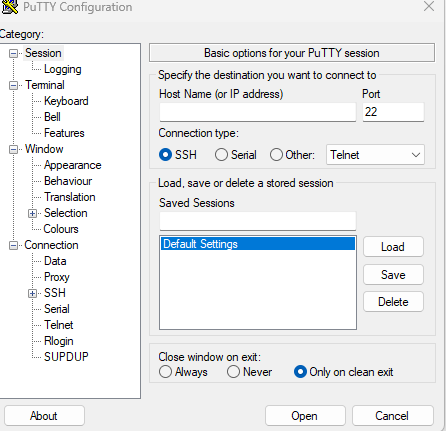 PuTTY Configuration
Category:
Session
Logging
Terminal
Keyboard
Bell
Features
Window
Appearance
Behaviour
Translation
Selection
Colours
Connection
Data
Proxy
SSH
Serial
Telnet
Rlogin
SUPDUP
Basic options for your PuTTY session
Specify the destination you want to connect to
Host Name (or IP address) Port
22
Connection type:
SSH Serial Other: Telnet
Load, save or delete a stored session
Saved Sessions
Default Settings
Load
Save
Delete
Close window on exit:
Always Never Only on clean exit
About Open Cancel